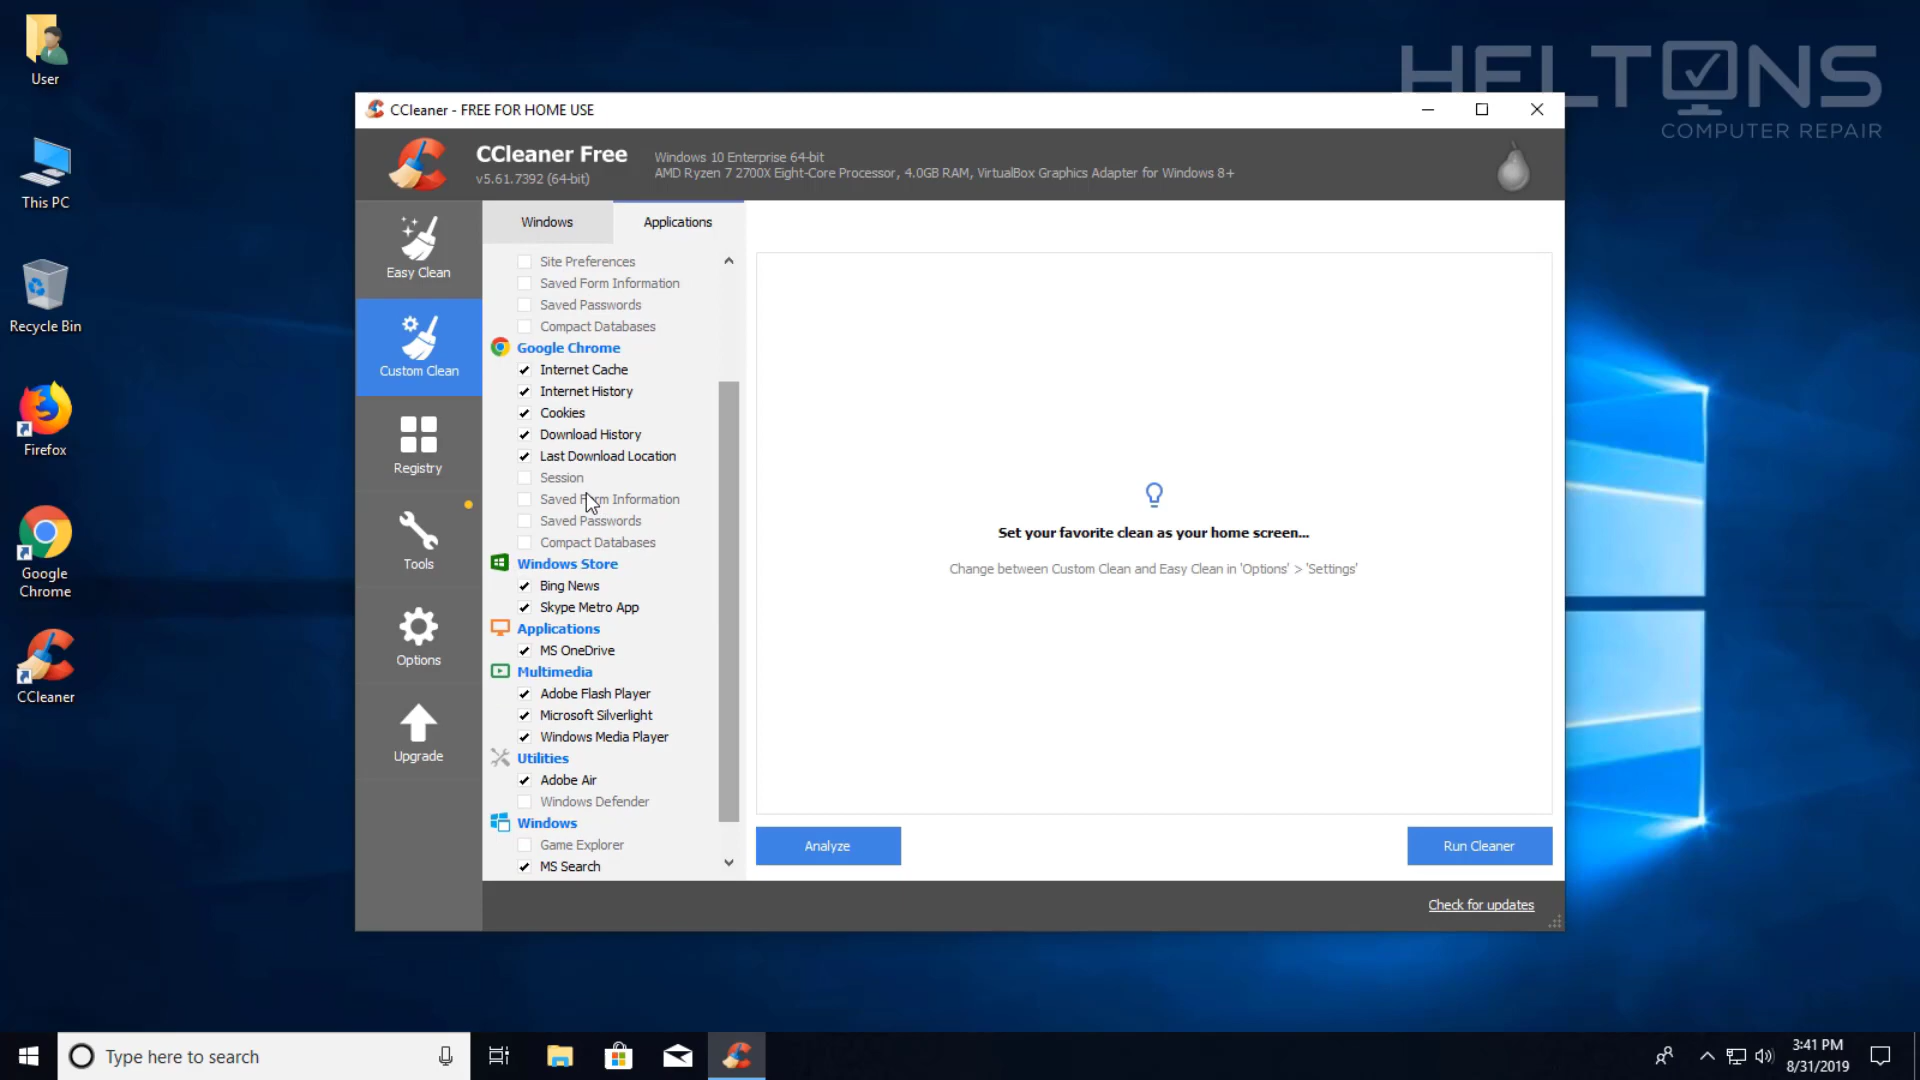 User
This PC
Recycle Bin
Firefox
Google
Chrome
CCleaner
HELTONS
COMPUTER REPAIR
CCleaner - FREE FOR HOME USE
CCleaner Free
v5.61.7392 (64-bit)
Windows 10 Enterprise 64-bit
AMD Ryzen 7 2700X Eight-Core Processor, 4.0GB RAM, VirtualBox Graphics Adapter for Windows 8+
Easy Clean
Custom Clean
Registry
Tools
Options
Upgrade
Windows
Applications
Site Preferences
Saved Form Information
Saved Passwords
Compact Databases
Google Chrome
Internet Cache
Internet History
Cookies
Download History
Last Download Location
Session
Saved Form Information
Saved Passwords
Compact Databases
Windows Store
Bing News
Skype Metro App
Applications
MS OneDrive
Multimedia
Adobe Flash Player
Microsoft Silverlight
Windows Media Player
Utilities
Adobe Air
Windows Defender
Windows
Game Explorer
MS Search
Set your favorite clean as your home screen...
Change between Custom Clean and Easy Clean in 'Options' > 'Settings'
Analyze
Run Cleaner
Check for updates
Type here to search
3:41 PM
8/31/2019